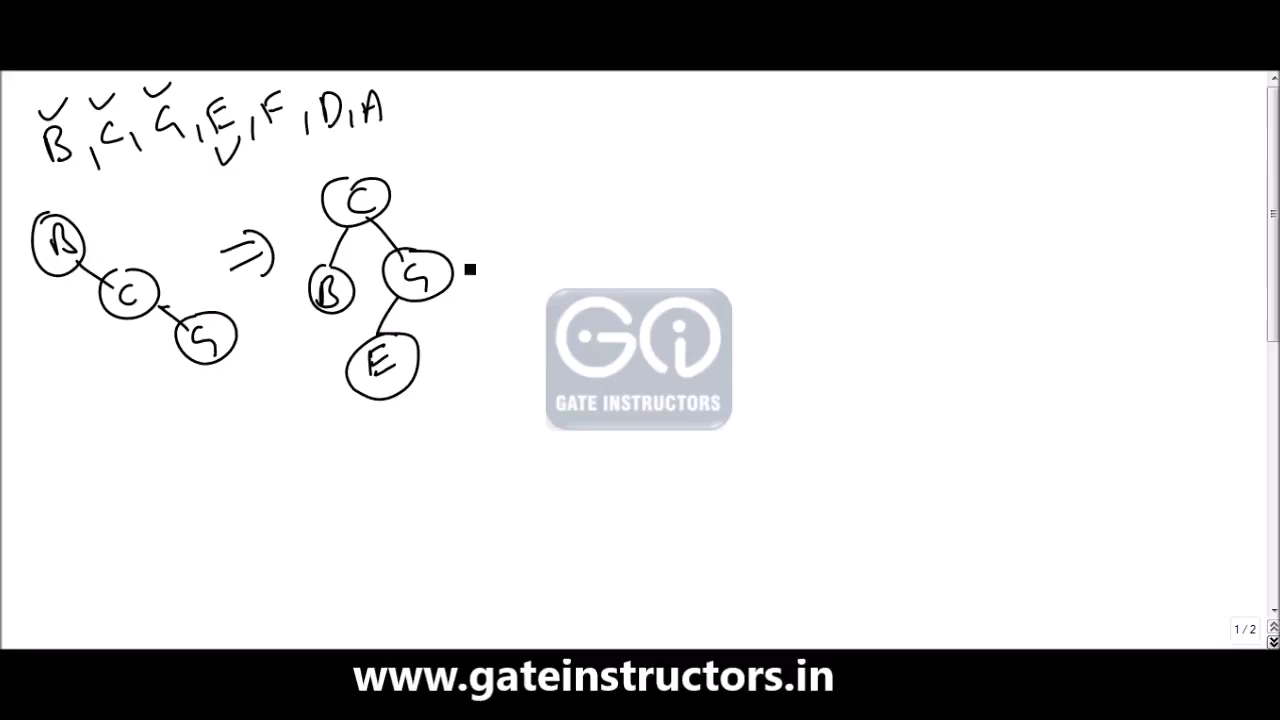 B, C, G, E, F, D, A
B
C
G
⇒
C
B
G
E
GATE INSTRUCTORS
1 / 2
www.gateinstructors.in